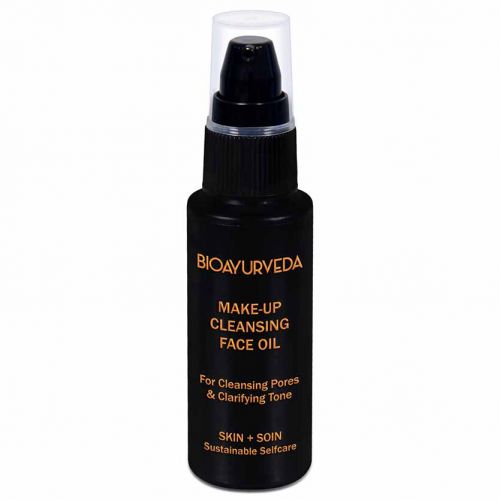 BIOAYURVEDA
MAKE-UP
CLEANSING
FACE OIL
For Cleansing Pores
& Clarifying Tone
SKIN + SOIN
Sustainable Selfcare